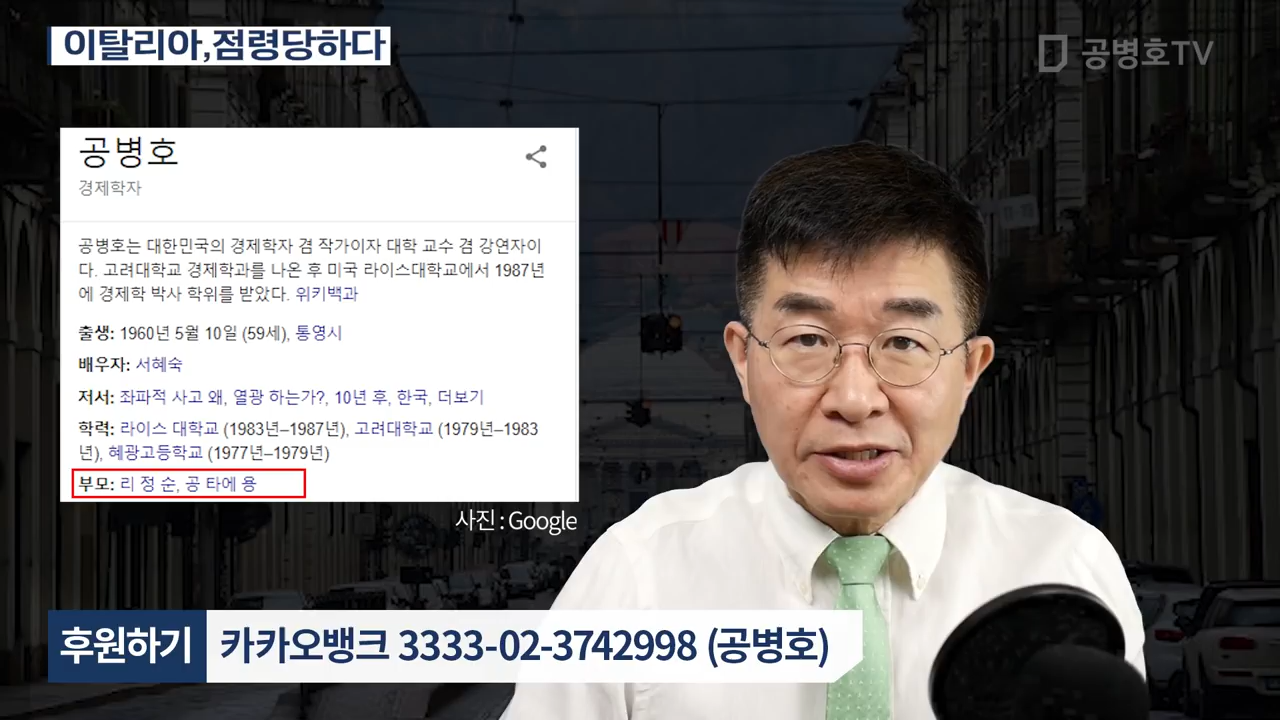 이탈리아,점령당하다
공병호TV
공병호
경제학자
공병호는 대한민국의 경제학자 겸 작가이자 대학 교수 겸 강연자이
다. 고려대학교 경제학과를 나온 후 미국 라이스대학교에서 1987년
에 경제학 박사 학위를 받았다. 위키백과
출생: 1960년 5월 10일 (59세), 통영시
배우자: 서혜숙
저서: 좌파적 사고 왜, 열광 하는가?, 10년 후, 한국, 더보기
학력: 라이스 대학교 (1983년–1987년), 고려대학교 (1979년–1983
년), 혜광고등학교 (1977년–1979년)
부모: 리 정 순, 공 타에 용
사진 : Google
후원하기 카카오뱅크 3333-02-3742998 (공병호)